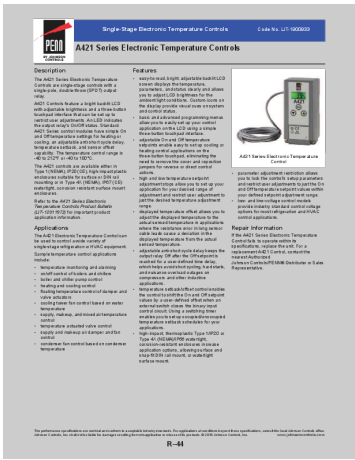 Single-Stage Electronic Temperature Controls
Code No. LIT-1900933
PENN
BY JOHNSON CONTROLS
A421 Series Electronic Temperature Controls
Description
The A421 Series Electronic Temperature
Controls are single-stage controls with a
single-pole, double-throw (SPDT) output
relay.
A421 Controls feature a bright backlit LCD
with adjustable brightness and a three-button
touchpad interface that can be set up to
restrict user adjustments. An LED indicates
the output relay's On/Off status. Standard
A421 Series control modules have simple On
and Off temperature settings for heating or
cooling, an adjustable anti-short cycle delay,
temperature setback, and sensor offset
capability. The temperature control range is
-40 to 212°F or -40 to 100°C.
The A421 controls are available either in
Type 1 (NEMA), IP20 (CE) high-impact plastic
enclosures suitable for surface or DIN rail
mounting or in Type 4X (NEMA), IP67 (CE)
watertight, corrosion resistant surface mount
enclosures.
Refer to the A421 Series Electronic
Temperature Controls Product Bulletin
(LIT-12011972) for important product
application information.
Applications
The A421 Electronic Temperature Control can
be used to control a wide variety of
single-stage refrigeration or HVAC equipment.
Sample temperature control applications
include:
• temperature monitoring and alarming
• on/off control of boilers and chillers
• boiler and chiller pump control
• heating and cooling control
• floating temperature control of damper and
valve actuators
• cooling tower fan control based on water
temperature
• supply, makeup, and mixed air temperature
control
• temperature actuated valve control
• supply and makeup air damper and fan
control
• condenser fan control based on condenser
temperature
Features
• easy-to-read, bright, adjustable backlit LCD
screen displays the temperature,
parameters, and status clearly and allows
you to adjust LCD brightness for the
ambient light conditions. Custom icons on
the display provide visual cues on system
and control status.
• basic and advanced programming menus
allow you to easily set up your control
application on the LCD using a simple
three-button touchpad interface.
• adjustable On and Off temperature
setpoints enable easy to setup cooling or
heating control applications on the
three-button touchpad, eliminating the
need to remove the cover and reposition
jumpers for reverse or direct control
actions.
• high and low temperature setpoint
adjustment stops allow you to set up your
application for your desired range of
adjustment and restrict user adjustment to
just the desired temperature adjustment
range.
• displayed temperature offset allows you to
adjust the displayed temperature to the
actual sensed temperature in applications
where the resistance error in long sensor
cable leads causes a deviation in the
displayed temperature from the actual
sensed temperature.
• adjustable anti-short cycle delay keeps the
output relay Off after the Off setpoint is
reached for a user-defined time delay,
which helps avoid short cycling, hard starts,
and nuisance overload outages on
compressors and other inductive
applications.
• temperature setback/offset control enables
the control to shift the On and Off setpoint
values by a user-defined offset when an
external switch closes the binary input
control circuit. Using a switching timer
enables you to set up occupied/unoccupied
temperature setback schedules for your
applications.
• high-impact, thermoplastic Type 1/IP20 or
Type 4X (NEMA)/IP66 watertight,
corrosion-resistant enclosures increase
application options, allowing surface and
snap-fit DIN rail mount, or watertight
surface mount.
A421 Series Electronic Temperature
Control
• parameter adjustment restriction allows
you to lock the control's setup parameters
and restrict user adjustments to just the On
and Off temperature setpoint values within
your defined setpoint adjustment range.
• low- and line-voltage control models
provide industry standard control voltage
options for most refrigeration and HVAC
control applications.
Repair Information
If the A421 Series Electronic Temperature
Control fails to operate within its
specifications, replace the unit. For a
replacement A421 Control, contact the
nearest Authorized
Johnson Controls/PENN® Distributor or Sales
Representative.
R–44